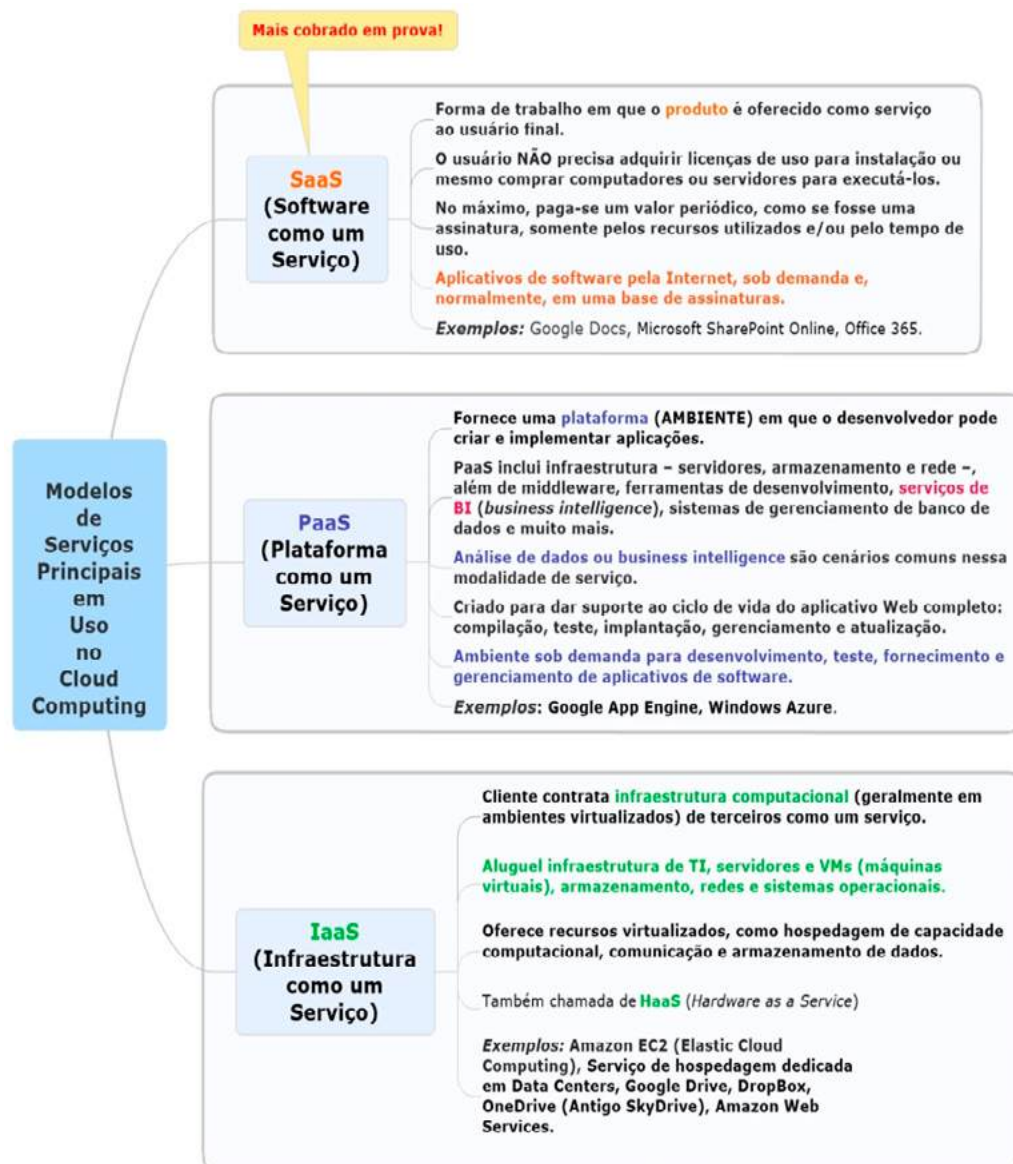 Mais cobrado em prova!
Modelos
de
Serviços
Principais
em
Uso
no
Cloud
Computing
SaaS
(Software
como um
Serviço)
Forma de trabalho em que o produto é oferecido como serviço
ao usuário final.
O usuário NÃO precisa adquirir licenças de uso para instalação ou
mesmo comprar computadores ou servidores para executá-los.
No máximo, paga-se um valor periódico, como se fosse uma
assinatura, somente pelos recursos utilizados e/ou pelo tempo de
uso.
Aplicativos de software pela Internet, sob demanda e,
normalmente, em uma base de assinaturas.
Exemplos: Google Docs, Microsoft SharePoint Online, Office 365.
PaaS
(Plataforma
como um
Serviço)
Fornece uma plataforma (AMBIENTE) em que o desenvolvedor pode
criar e implementar aplicações.
PaaS inclui infraestrutura – servidores, armazenamento e rede –,
além de middleware, ferramentas de desenvolvimento, serviços de
BI (business intelligence), sistemas de gerenciamento de banco de
dados e muito mais.
Análise de dados ou business intelligence são cenários comuns nessa
modalidade de serviço.
Criado para dar suporte ao ciclo de vida do aplicativo Web completo:
compilação, teste, implantação, gerenciamento e atualização.
Ambiente sob demanda para desenvolvimento, teste, fornecimento e
gerenciamento de aplicativos de software.
Exemplos: Google App Engine, Windows Azure.
IaaS
(Infraestrutura
como um
Serviço)
Cliente contrata infraestrutura computacional (geralmente em
ambientes virtualizados) de terceiros como um serviço.
Aluguel infraestrutura de TI, servidores e VMs (máquinas
virtuais), armazenamento, redes e sistemas operacionais.
Oferece recursos virtualizados, como hospedagem de capacidade
computacional, comunicação e armazenamento de dados.
Também chamada de HaaS (Hardware as a Service)
Exemplos: Amazon EC2 (Elastic Cloud
Computing), Serviço de hospedagem dedicada
em Data Centers, Google Drive, DropBox,
OneDrive (Antigo SkyDrive), Amazon Web
Services.